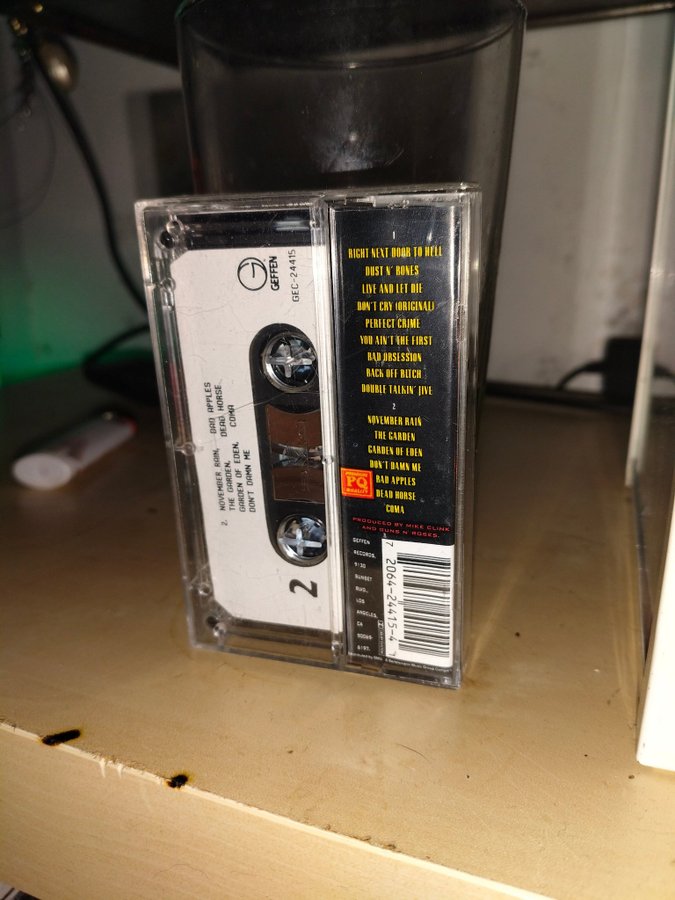 GEFFEN
GEC-24415
2. NOVEMBER RAIN, BAD APPLES
THE GARDEN, DEAD HORSE,
GARDEN OF EDEN, COMA
DON'T DAMN ME
2
1
RIGHT NEXT DOOR TO HELL
DUST N' BONES
LIVE AND LET DIE
DON'T CRY (ORIGINAL)
PERFECT CRIME
YOU AIN'T THE FIRST
BAD OBSESSION
BACK OFF BITCH
DOUBLE TALKIN' JIVE
2
NOVEMBER RAIN
THE GARDEN
GARDEN OF EDEN
DON'T DAMN ME
BAD APPLES
DEAD HORSE
COMA
PQ
QUALITY
PRODUCED BY MIKE CLINK
AND GUNS N' ROSES.
GEFFEN
RECORDS,
9130
SUNSET
BLVD.,
LOS
ANGELES,
CA
90069-
6197.
7 2064-24415-4